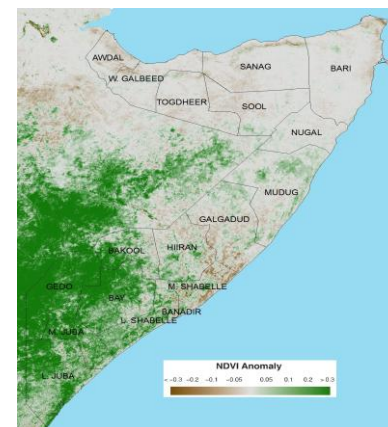 AWDAL
W. GALBEED
SANAG
BARI
TOGDHEER
SOOL
NUGAL
MUDUG
GALGADUD
HIIRAN
BAKOOL
GEDO
BAY
M. SHABELLE
BANADIR
L. SHABELLE
M. JUBA
L. JUBA
NDVI Anomaly
<-0.3 -0.2 -0.1 -0.05 0.05 0.1 0.2 >0.3